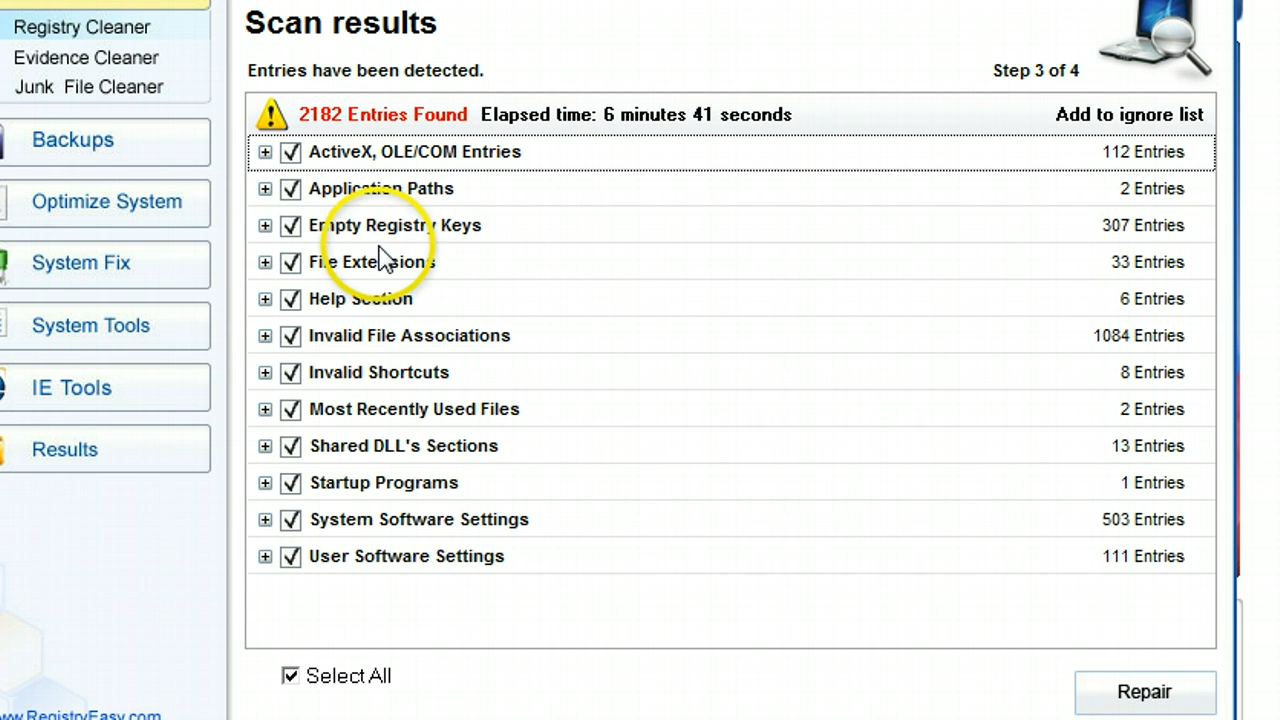 Registry Cleaner
Evidence Cleaner
Junk File Cleaner
Backups
Optimize System
System Fix
System Tools
IE Tools
Results
ww.RegistryEasy.com
Scan results
Entries have been detected.
Step 3 of 4
2182 Entries Found Elapsed time: 6 minutes 41 seconds Add to ignore list
ActiveX, OLE/COM Entries 112 Entries
Application Paths 2 Entries
Empty Registry Keys 307 Entries
File Extensions 33 Entries
Help Section 6 Entries
Invalid File Associations 1084 Entries
Invalid Shortcuts 8 Entries
Most Recently Used Files 2 Entries
Shared DLL's Sections 13 Entries
Startup Programs 1 Entries
System Software Settings 503 Entries
User Software Settings 111 Entries
Select All
Repair